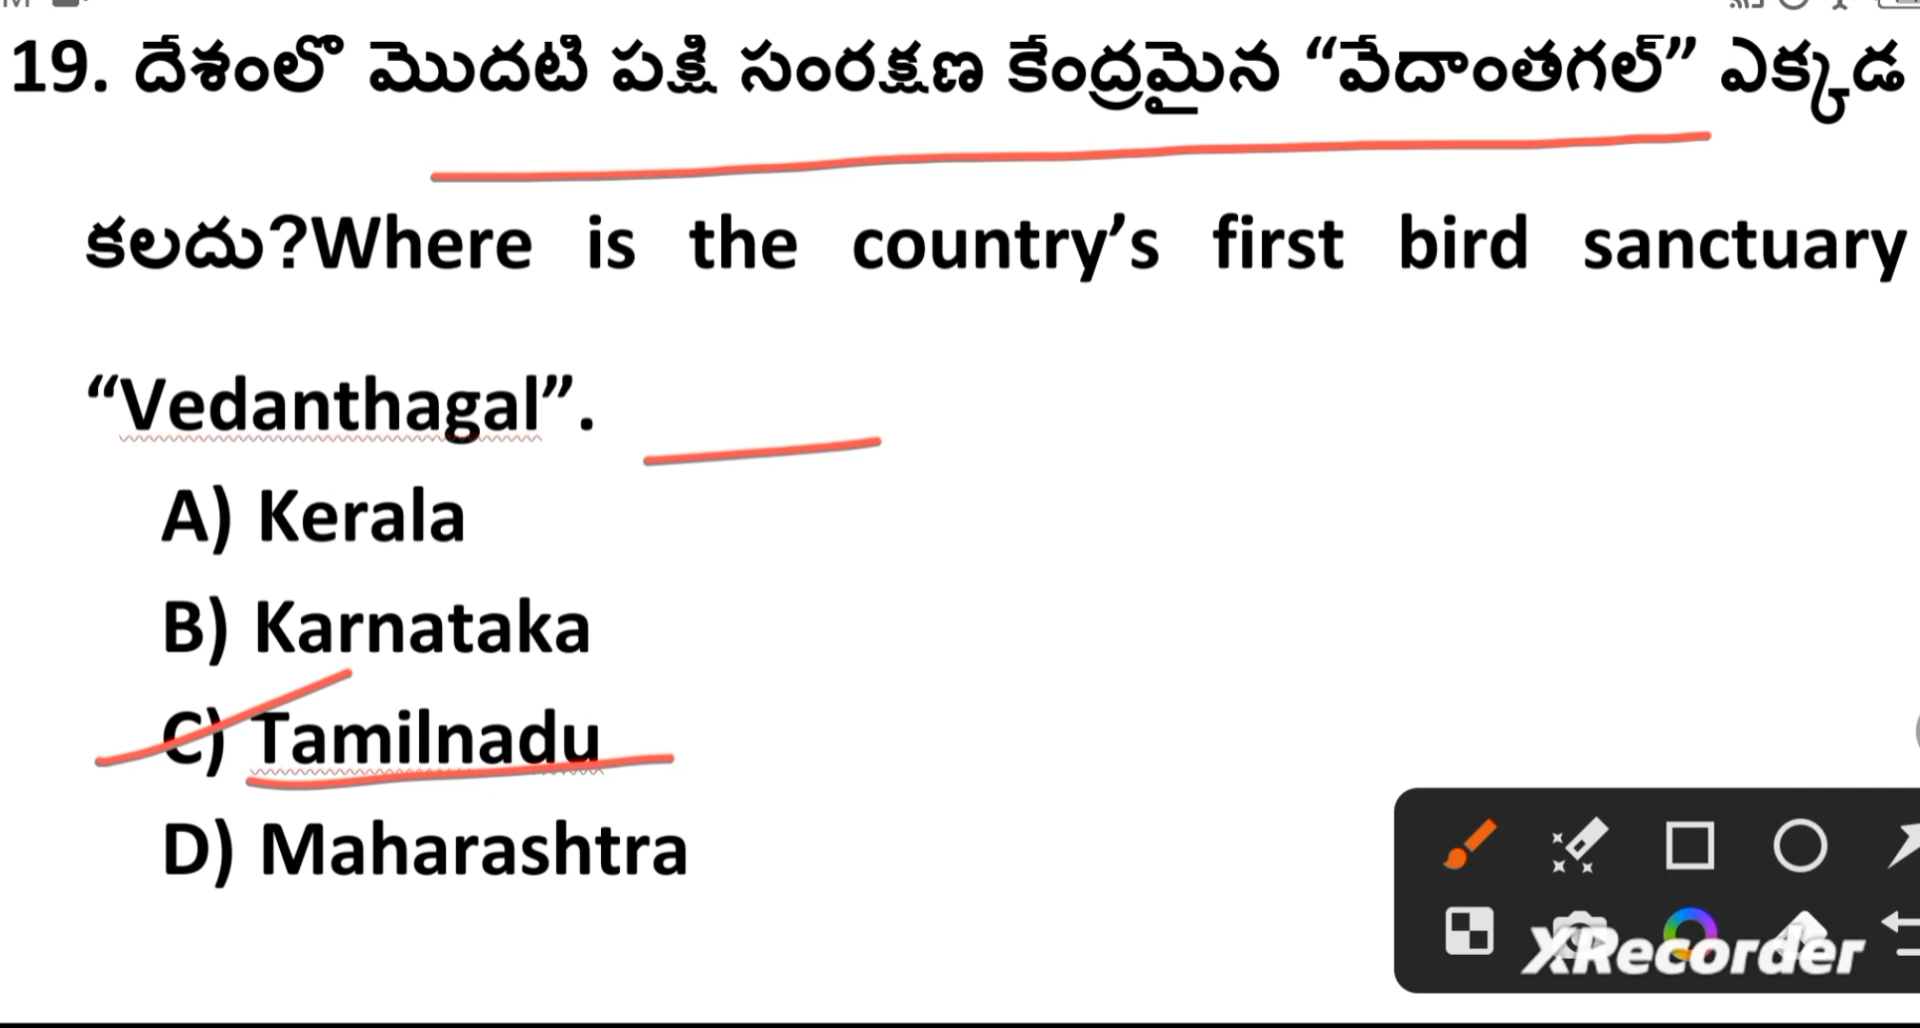 19. దేశంలో మొదటి పక్షి సంరక్షణ కేంద్రమైన “వేదాంతగల్” ఎక్కడ
కలదు?Where is the country’s first bird sanctuary
“Vedanthagal”.
A) Kerala
B) Karnataka
C) Tamilnadu
D) Maharashtra
XRecorder